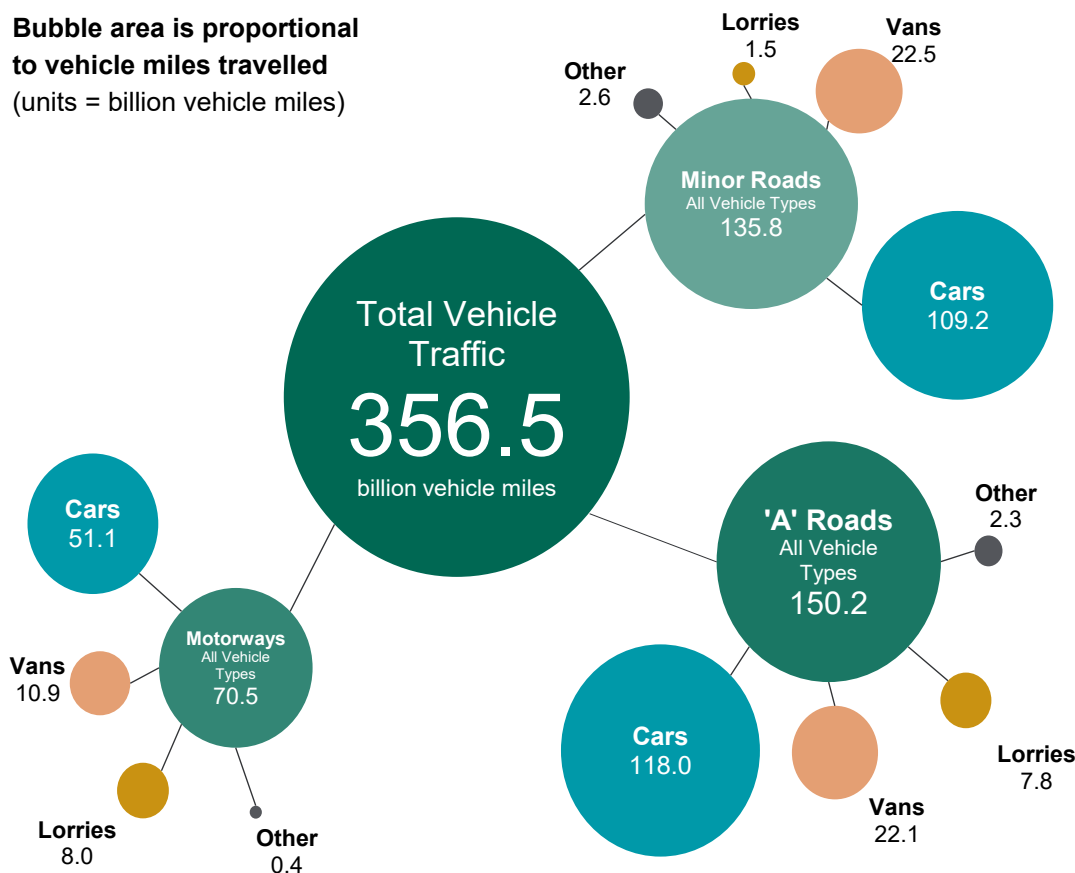 Bubble area is proportional
to vehicle miles travelled
(units = billion vehicle miles)
Lorries
1.5
Vans
22.5
Other
2.6
Minor Roads
All Vehicle Types
135.8
Cars
109.2
Total Vehicle
Traffic
356.5
billion vehicle miles
Cars
51.1
Motorways
All Vehicle
Types
70.5
Vans
10.9
Lorries
8.0
Other
0.4
'A' Roads
All Vehicle
Types
150.2
Other
2.3
Cars
118.0
Vans
22.1
Lorries
7.8